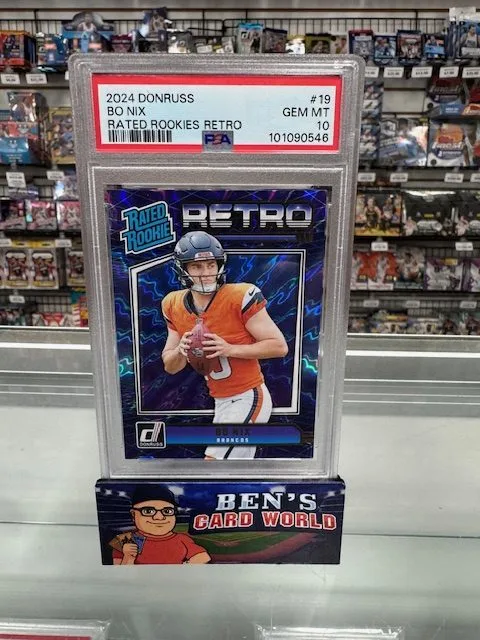 2024 DONRUSS #19
BO NIX GEM MT
RATED ROOKIES RETRO 10
PSA 101090546
RATED
ROOKIE
RETRO
BO NIX
BRONCOS
DONRUSS
BEN'S
CARD WORLD